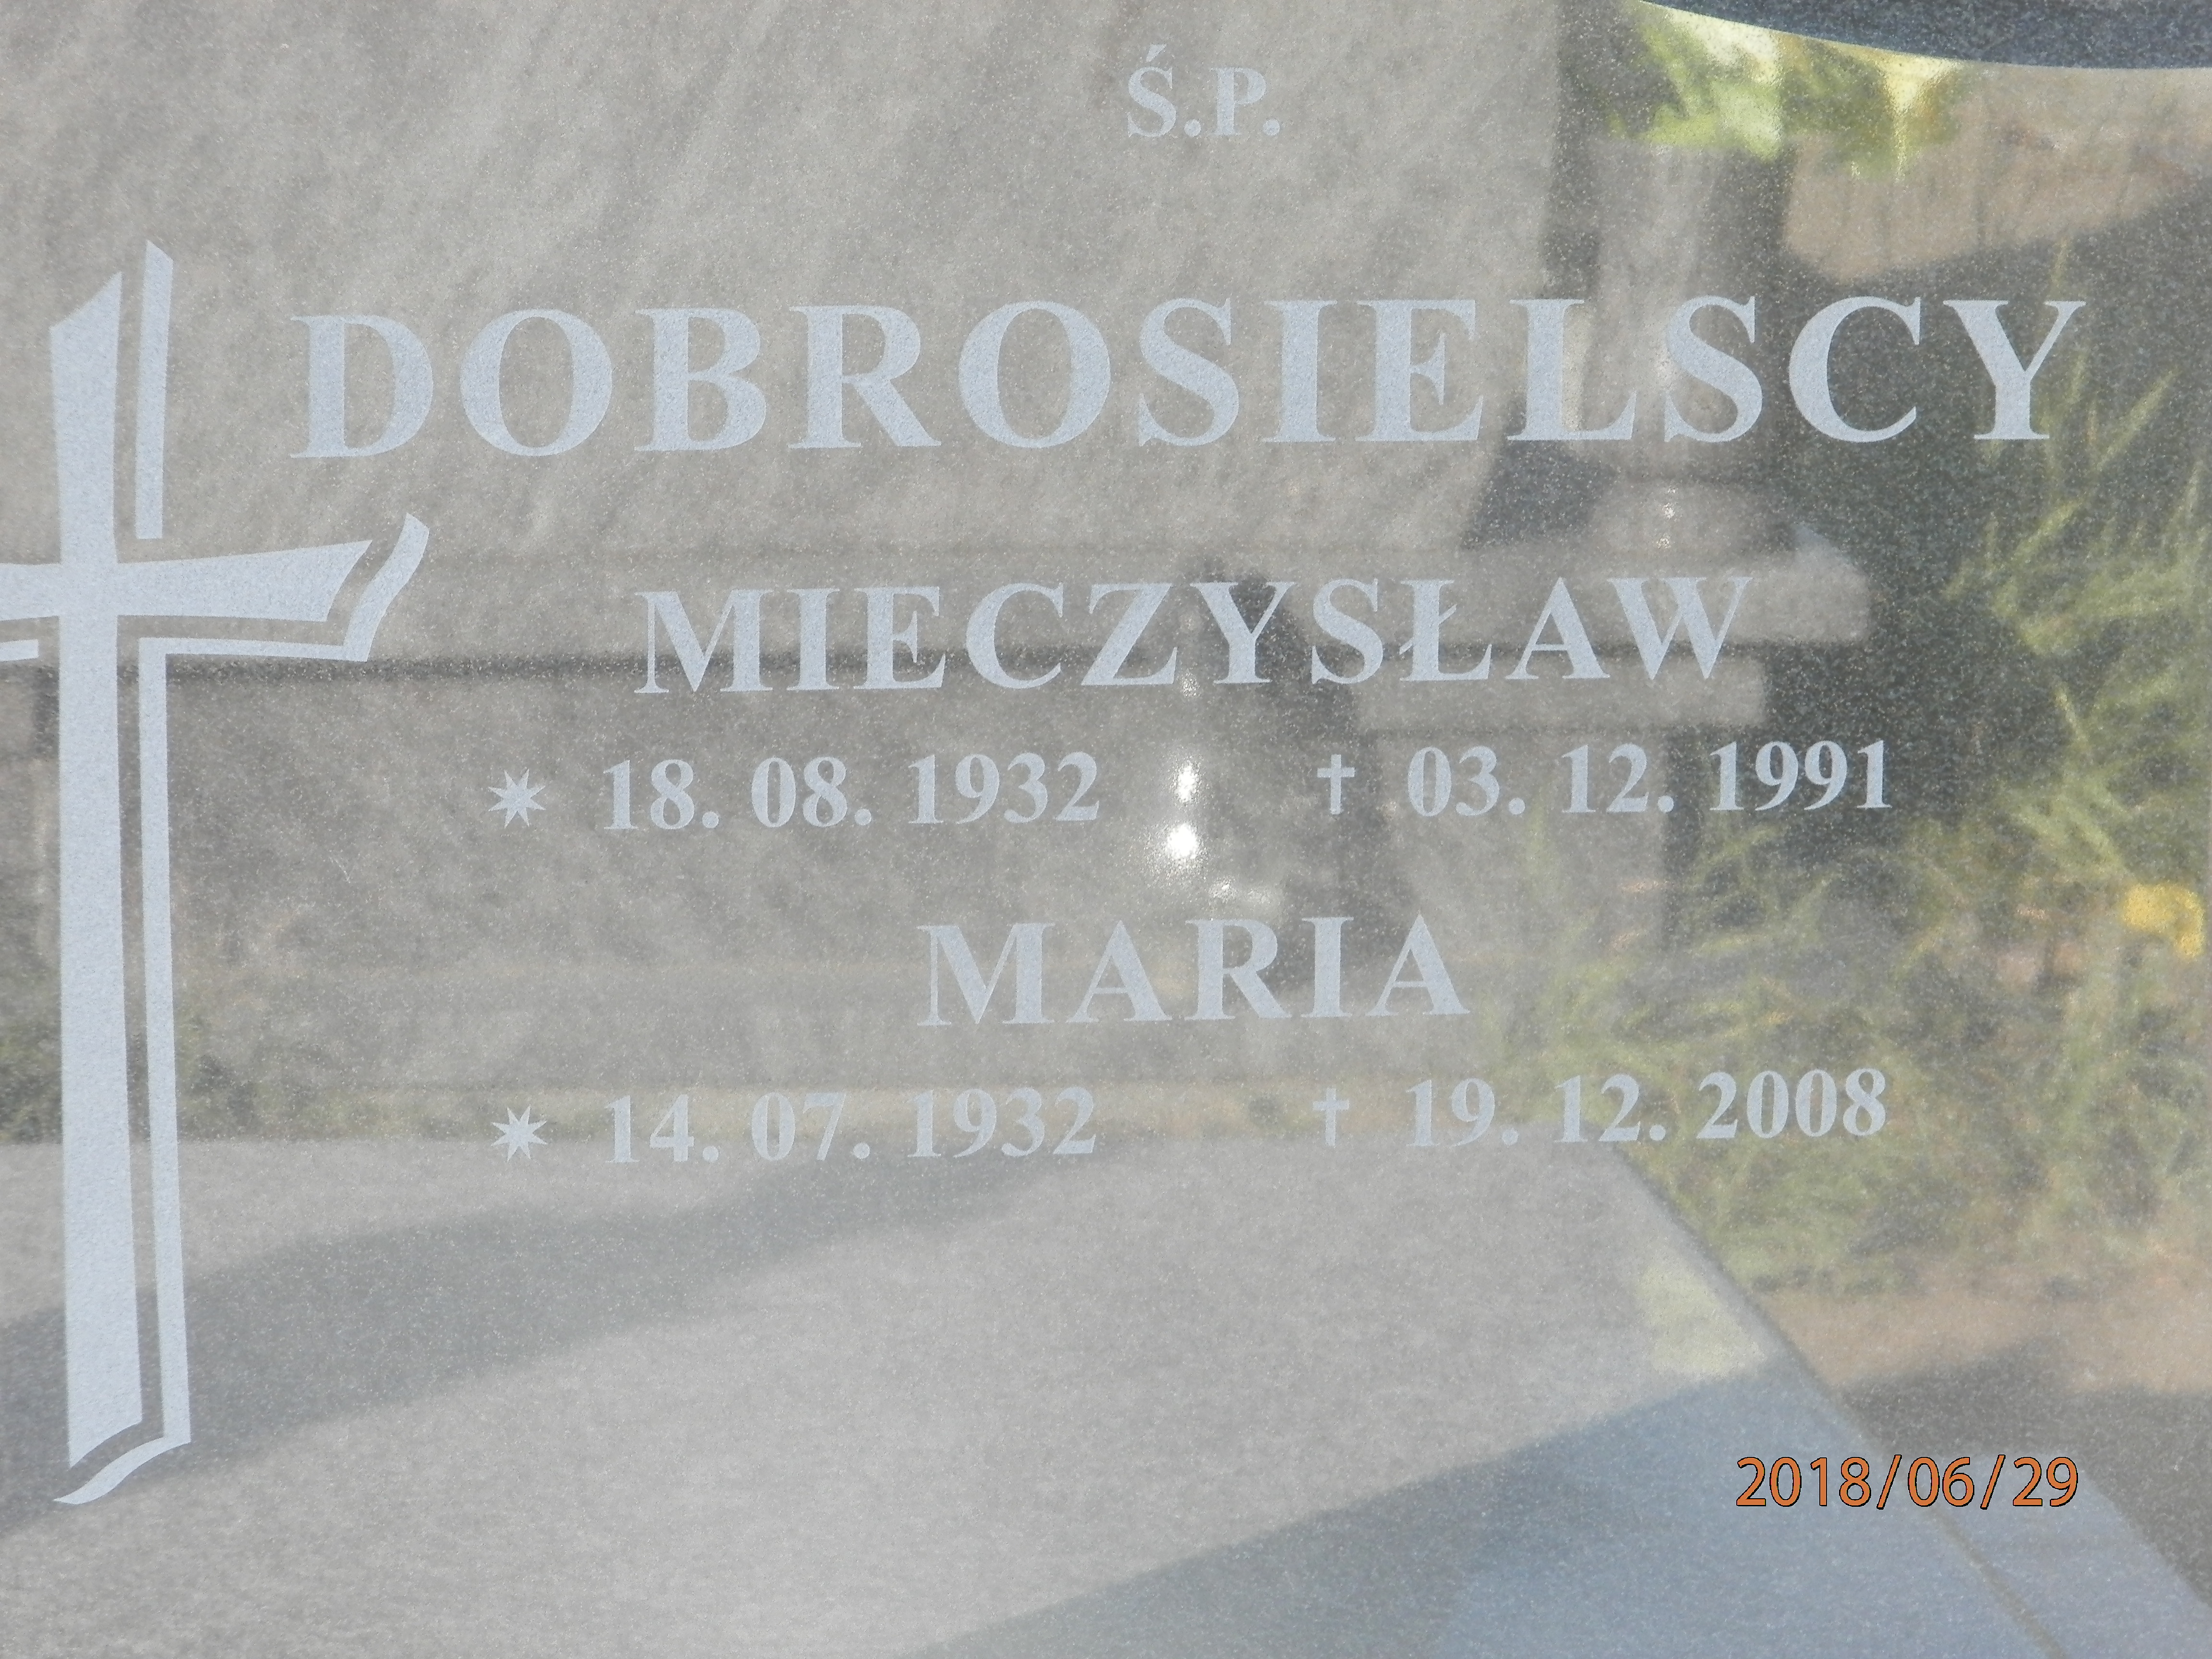 Ś.P.
DOBROSIELSCY
MIECZYSŁAW
✷ 18. 08. 1932 † 03. 12. 1991
MARIA
✷ 14. 07. 1932 † 19. 12. 2008
2018/06/29